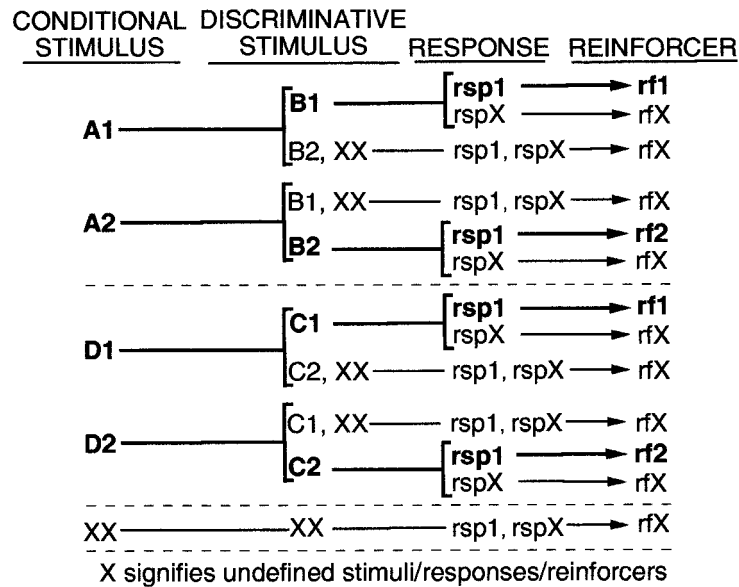 CONDITIONAL DISCRIMINATIVE
STIMULUS STIMULUS RESPONSE REINFORCER
rsp1 rf1
B1
rspX rfX
A1
B2, XX rsp1, rspX rfX
B1, XX rsp1, rspX rfX
A2
rsp1 rf2
B2
rspX rfX
rsp1 rf1
C1
rspX rfX
D1
C2, XX rsp1, rspX rfX
C1, XX rsp1, rspX rfX
D2
rsp1 rf2
C2
rspX rfX
XX XX rsp1, rspX rfX
X signifies undefined stimuli/responses/reinforcers